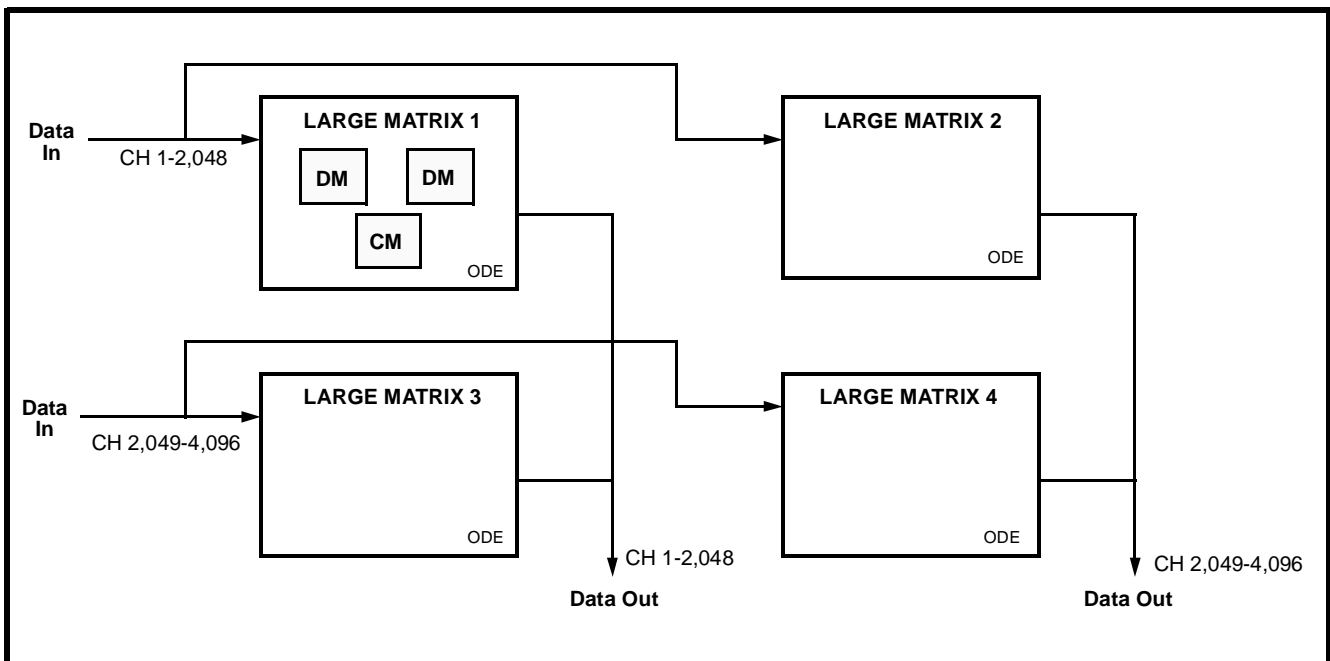 LARGE MATRIX 1
LARGE MATRIX 2
Data
In
CH 1-2,048
DM
DM
CM
ODE
ODE
LARGE MATRIX 3
LARGE MATRIX 4
Data
In
CH 2,049-4,096
ODE
ODE
CH 1-2,048
CH 2,049-4,096
Data Out
Data Out